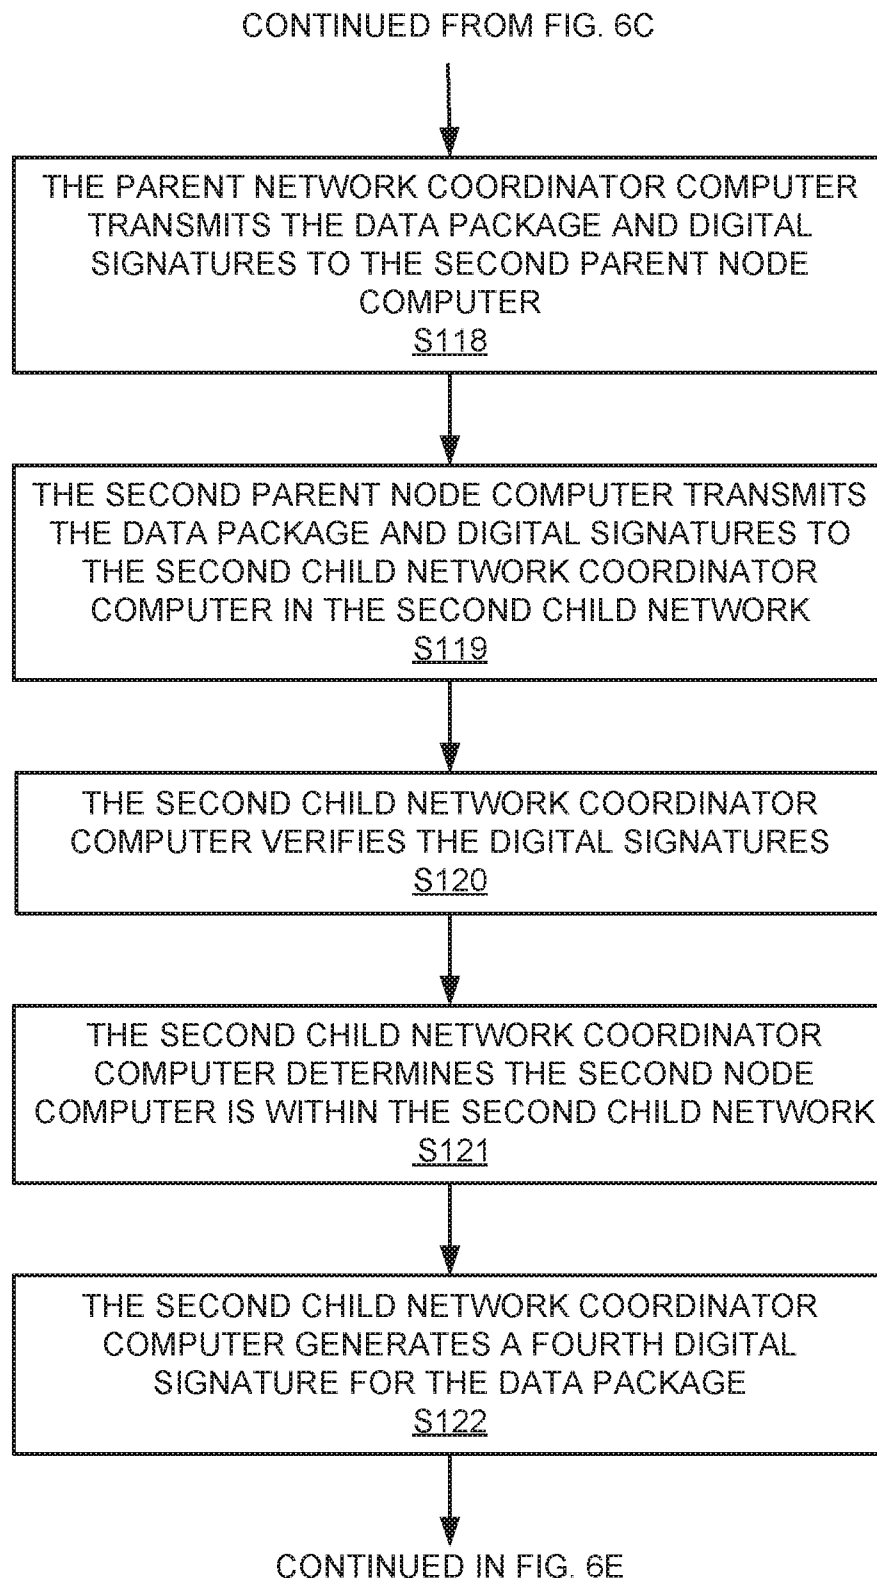 CONTINUED FROM FIG. 6C
THE PARENT NETWORK COORDINATOR COMPUTER
TRANSMITS THE DATA PACKAGE AND DIGITAL
SIGNATURES TO THE SECOND PARENT NODE
COMPUTER
S118
THE SECOND PARENT NODE COMPUTER TRANSMITS
THE DATA PACKAGE AND DIGITAL SIGNATURES TO
THE SECOND CHILD NETWORK COORDINATOR
COMPUTER IN THE SECOND CHILD NETWORK
S119
THE SECOND CHILD NETWORK COORDINATOR
COMPUTER VERIFIES THE DIGITAL SIGNATURES
S120
THE SECOND CHILD NETWORK COORDINATOR
COMPUTER DETERMINES THE SECOND NODE
COMPUTER IS WITHIN THE SECOND CHILD NETWORK
S121
THE SECOND CHILD NETWORK COORDINATOR
COMPUTER GENERATES A FOURTH DIGITAL
SIGNATURE FOR THE DATA PACKAGE
S122
CONTINUED IN FIG. 6E